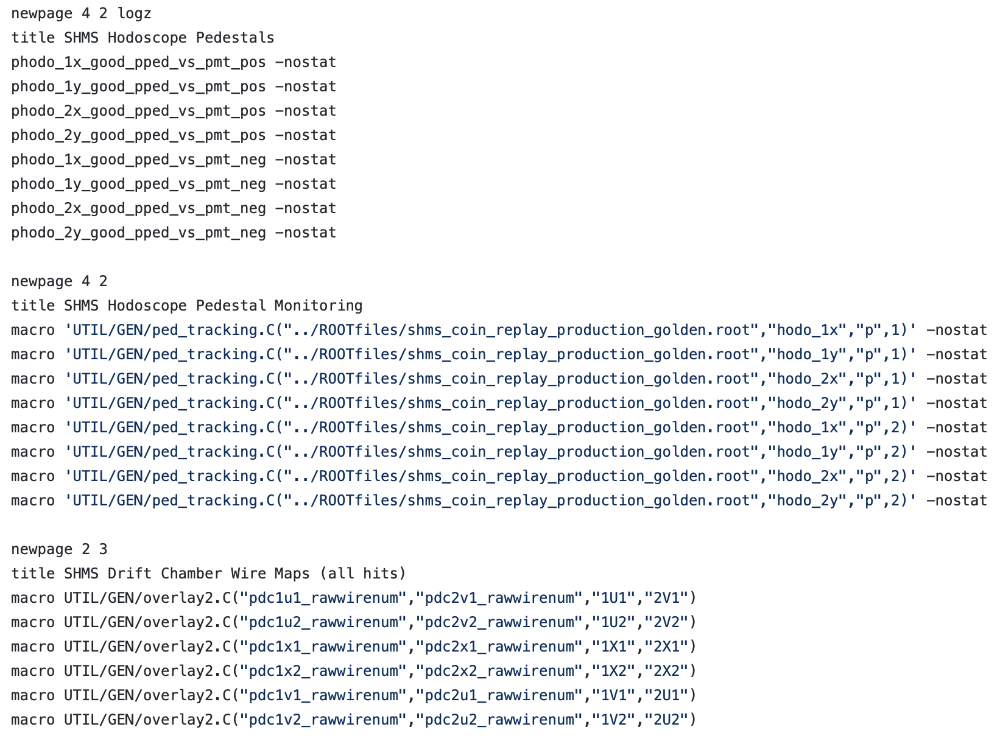 newpage 4 2 logz
title SHMS Hodoscope Pedestals
phodo_1x_good_pped_vs_pmt_pos -nostat
phodo_1y_good_pped_vs_pmt_pos -nostat
phodo_2x_good_pped_vs_pmt_pos -nostat
phodo_2y_good_pped_vs_pmt_pos -nostat
phodo_1x_good_pped_vs_pmt_neg -nostat
phodo_1y_good_pped_vs_pmt_neg -nostat
phodo_2x_good_pped_vs_pmt_neg -nostat
phodo_2y_good_pped_vs_pmt_neg -nostat

newpage 4 2
title SHMS Hodoscope Pedestal Monitoring
macro 'UTIL/GEN/ped_tracking.C("../ROOTfiles/shms_coin_replay_production_golden.root","hodo_1x","p",1)' -nostat
macro 'UTIL/GEN/ped_tracking.C("../ROOTfiles/shms_coin_replay_production_golden.root","hodo_1y","p",1)' -nostat
macro 'UTIL/GEN/ped_tracking.C("../ROOTfiles/shms_coin_replay_production_golden.root","hodo_2x","p",1)' -nostat
macro 'UTIL/GEN/ped_tracking.C("../ROOTfiles/shms_coin_replay_production_golden.root","hodo_2y","p",1)' -nostat
macro 'UTIL/GEN/ped_tracking.C("../ROOTfiles/shms_coin_replay_production_golden.root","hodo_1x","p",2)' -nostat
macro 'UTIL/GEN/ped_tracking.C("../ROOTfiles/shms_coin_replay_production_golden.root","hodo_1y","p",2)' -nostat
macro 'UTIL/GEN/ped_tracking.C("../ROOTfiles/shms_coin_replay_production_golden.root","hodo_2x","p",2)' -nostat
macro 'UTIL/GEN/ped_tracking.C("../ROOTfiles/shms_coin_replay_production_golden.root","hodo_2y","p",2)' -nostat

newpage 2 3
title SHMS Drift Chamber Wire Maps (all hits)
macro UTIL/GEN/overlay2.C("pdc1u1_rawwirenum","pdc2v1_rawwirenum","1U1","2V1")
macro UTIL/GEN/overlay2.C("pdc1u2_rawwirenum","pdc2v2_rawwirenum","1U2","2V2")
macro UTIL/GEN/overlay2.C("pdc1x1_rawwirenum","pdc2x1_rawwirenum","1X1","2X1")
macro UTIL/GEN/overlay2.C("pdc1x2_rawwirenum","pdc2x2_rawwirenum","1X2","2X2")
macro UTIL/GEN/overlay2.C("pdc1v1_rawwirenum","pdc2u1_rawwirenum","1V1","2U1")
macro UTIL/GEN/overlay2.C("pdc1v2_rawwirenum","pdc2u2_rawwirenum","1V2","2U2")